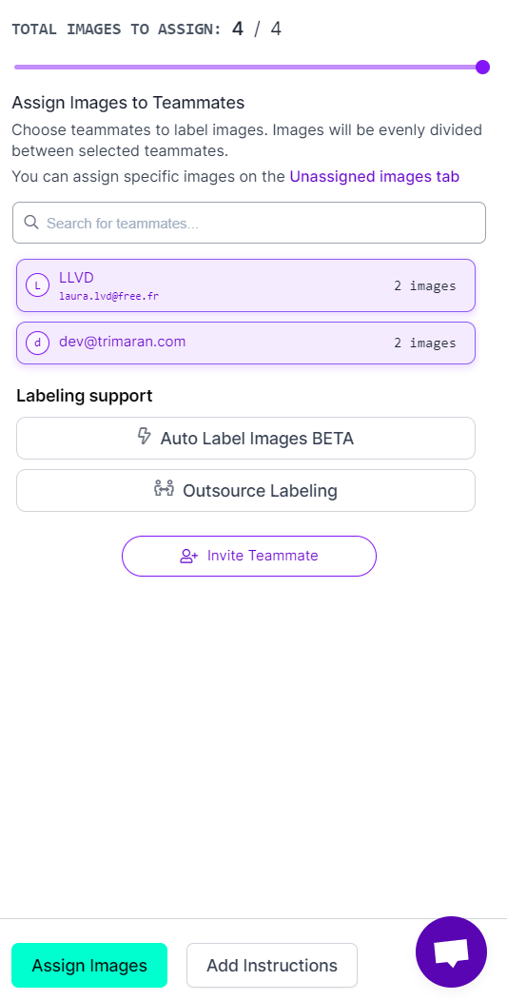 TOTAL IMAGES TO ASSIGN: 4 / 4
Assign Images to Teammates
Choose teammates to label images. Images will be evenly divided
between selected teammates.
You can assign specific images on the Unassigned images tab
Search for teammates...
L LLVD 2 images
laura.lvd@free.fr
d dev@trimaran.com 2 images
Labeling support
Auto Label Images BETA
Outsource Labeling
Invite Teammate
Assign Images Add Instructions